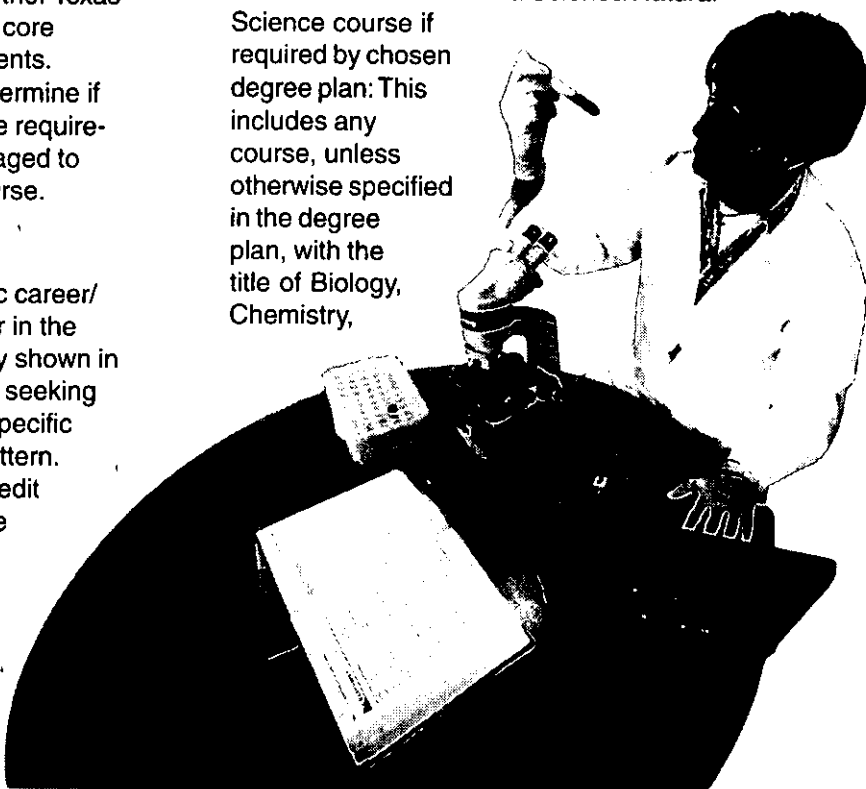 Texas
core
ents.
ermine if
e require-
aged to
rse.
c career/
r in the
y shown in
seeking
pecific
ttern.
edit
e
Science course if
required by chosen
degree plan: This
includes any
course, unless
otherwise specified
in the degree
plan, with the
title of Biology,
Chemistry,